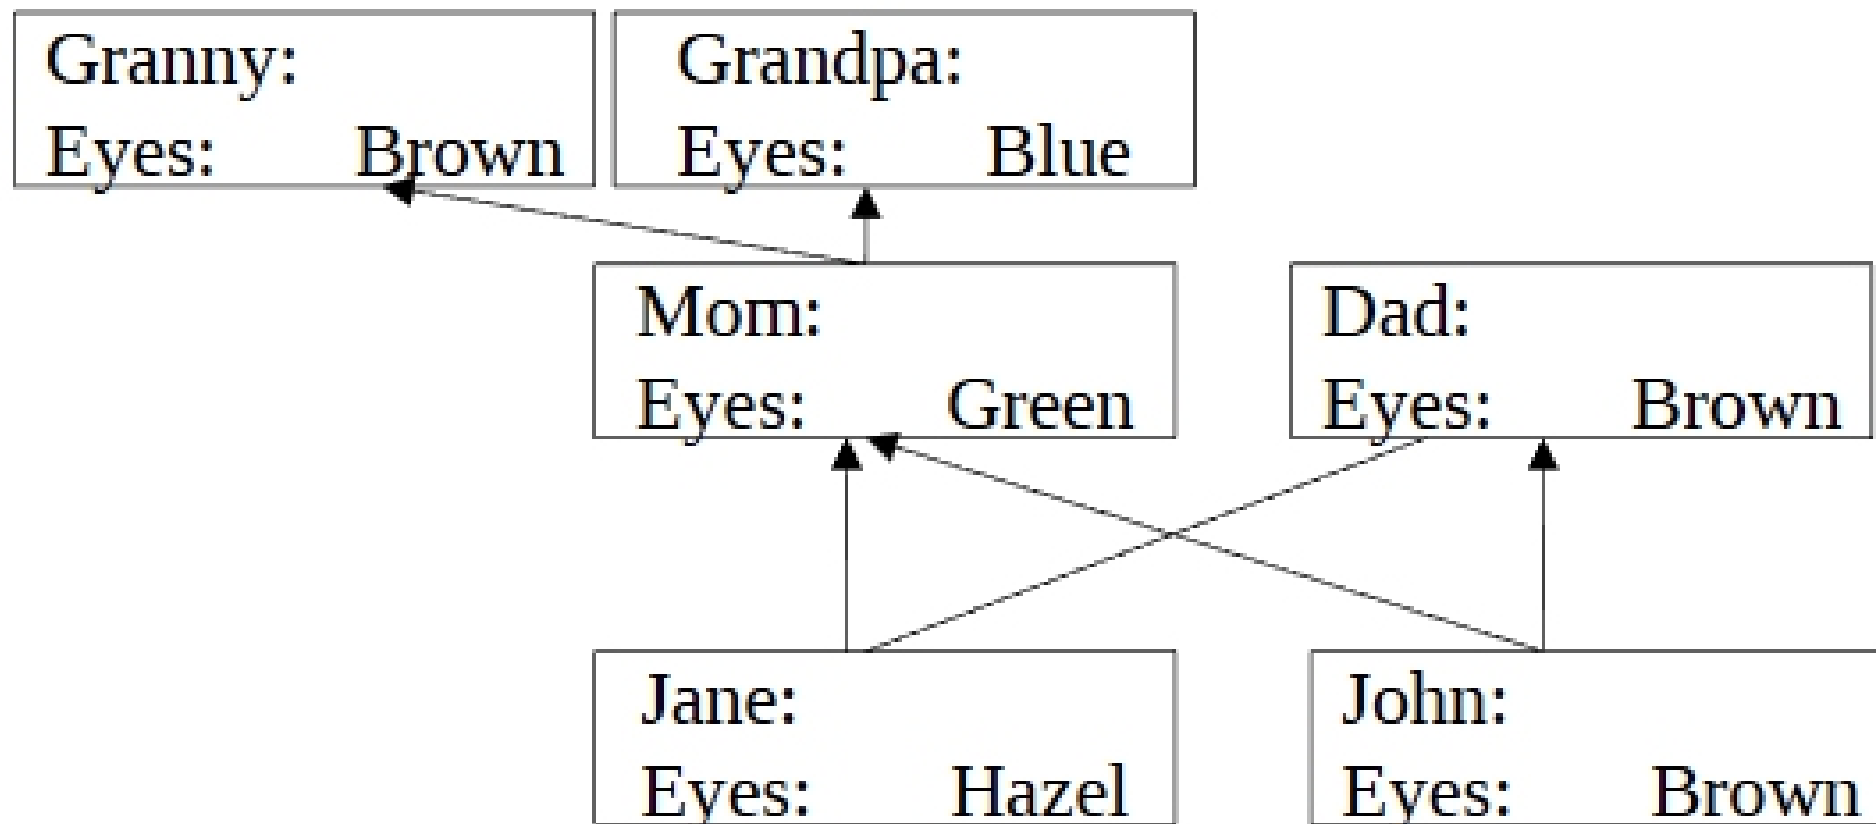 Granny:
Eyes: Brown
Grandpa:
Eyes: Blue
Mom:
Eyes: Green
Dad:
Eyes: Brown
Jane:
Eyes: Hazel
John:
Eyes: Brown